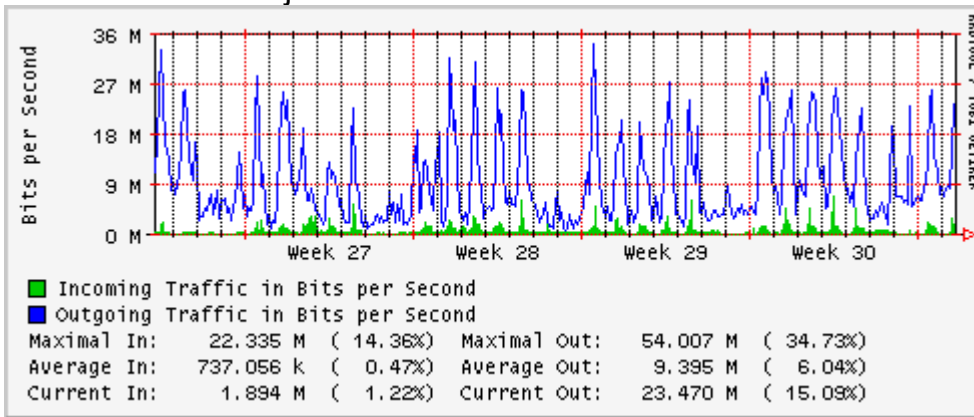 36 M
27 M
18 M
9 M
0 M
Bits per Second
Week 27 Week 28 Week 29 Week 30
Incoming Traffic in Bits per Second
Outgoing Traffic in Bits per Second
Maximal In: 22.335 M ( 14.36%) Maximal Out: 54.007 M ( 34.73%)
Average In: 737.056 k ( 0.47%) Average Out: 9.395 M ( 6.04%)
Current In: 1.894 M ( 1.22%) Current Out: 23.470 M ( 15.09%)